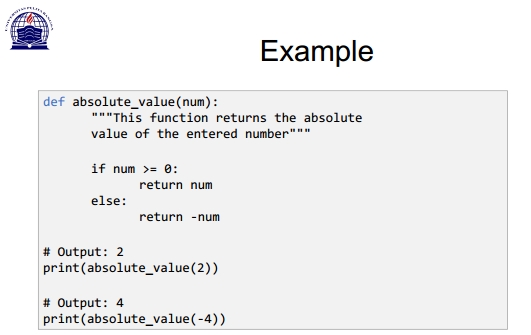 Example
def absolute_value(num):
"""This function returns the absolute
value of the entered number"""
if num >= 0:
return num
else:
return -num
# Output: 2
print(absolute_value(2))
# Output: 4
print(absolute_value(-4))